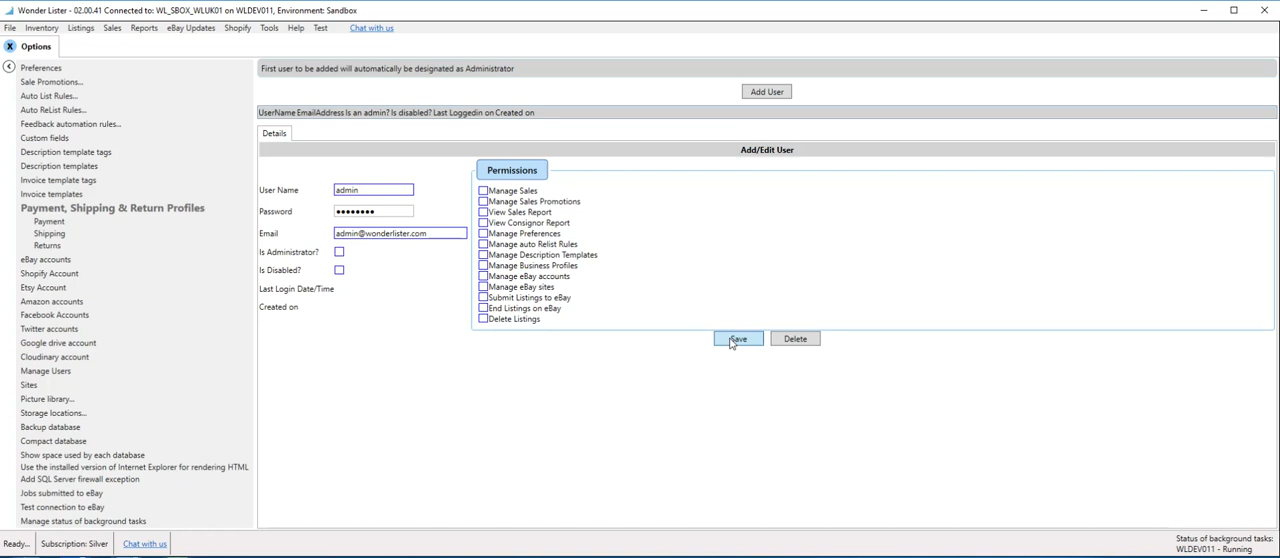 Wonder Lister - 02.00.41 Connected to: WL_SBOX_WLUK01 on WLDEV011, Environment: Sandbox
File Inventory Listings Sales Reports eBay Updates Shopify Tools Help Test Chat with us
X Options
Preferences
Sale Promotions...
Auto List Rules...
Auto ReList Rules...
Feedback automation rules...
Custom fields
Description template tags
Description templates
Invoice template tags
Invoice templates
Payment, Shipping & Return Profiles
Payment
Shipping
Returns
eBay accounts
Shopify Account
Etsy Account
Amazon accounts
Facebook Accounts
Twitter accounts
Google drive account
Cloudinary account
Manage Users
Sites
Picture library...
Storage locations...
Backup database
Compact database
Show space used by each database
Use the installed version of Internet Explorer for rendering HTML
Add SQL Server firewall exception
Jobs submitted to eBay
Test connection to eBay
Manage status of background tasks
First user to be added will automatically be designated as Administrator
Add User
UserName EmailAddress Is an admin? Is disabled? Last Loggedin on Created on
Details
Add/Edit User
User Name admin
Password ••••••••
Email admin@wonderlister.com
Is Administrator?
Is Disabled?
Last Login Date/Time
Created on
Permissions
Manage Sales
Manage Sales Promotions
View Sales Report
View Consignor Report
Manage Preferences
Manage auto Relist Rules
Manage Description Templates
Manage Business Profiles
Manage eBay accounts
Manage eBay sites
Submit Listings to eBay
End Listings on eBay
Delete Listings
Save Delete
Ready... Subscription: Silver Chat with us
Status of background tasks:
WLDEV011 - Running